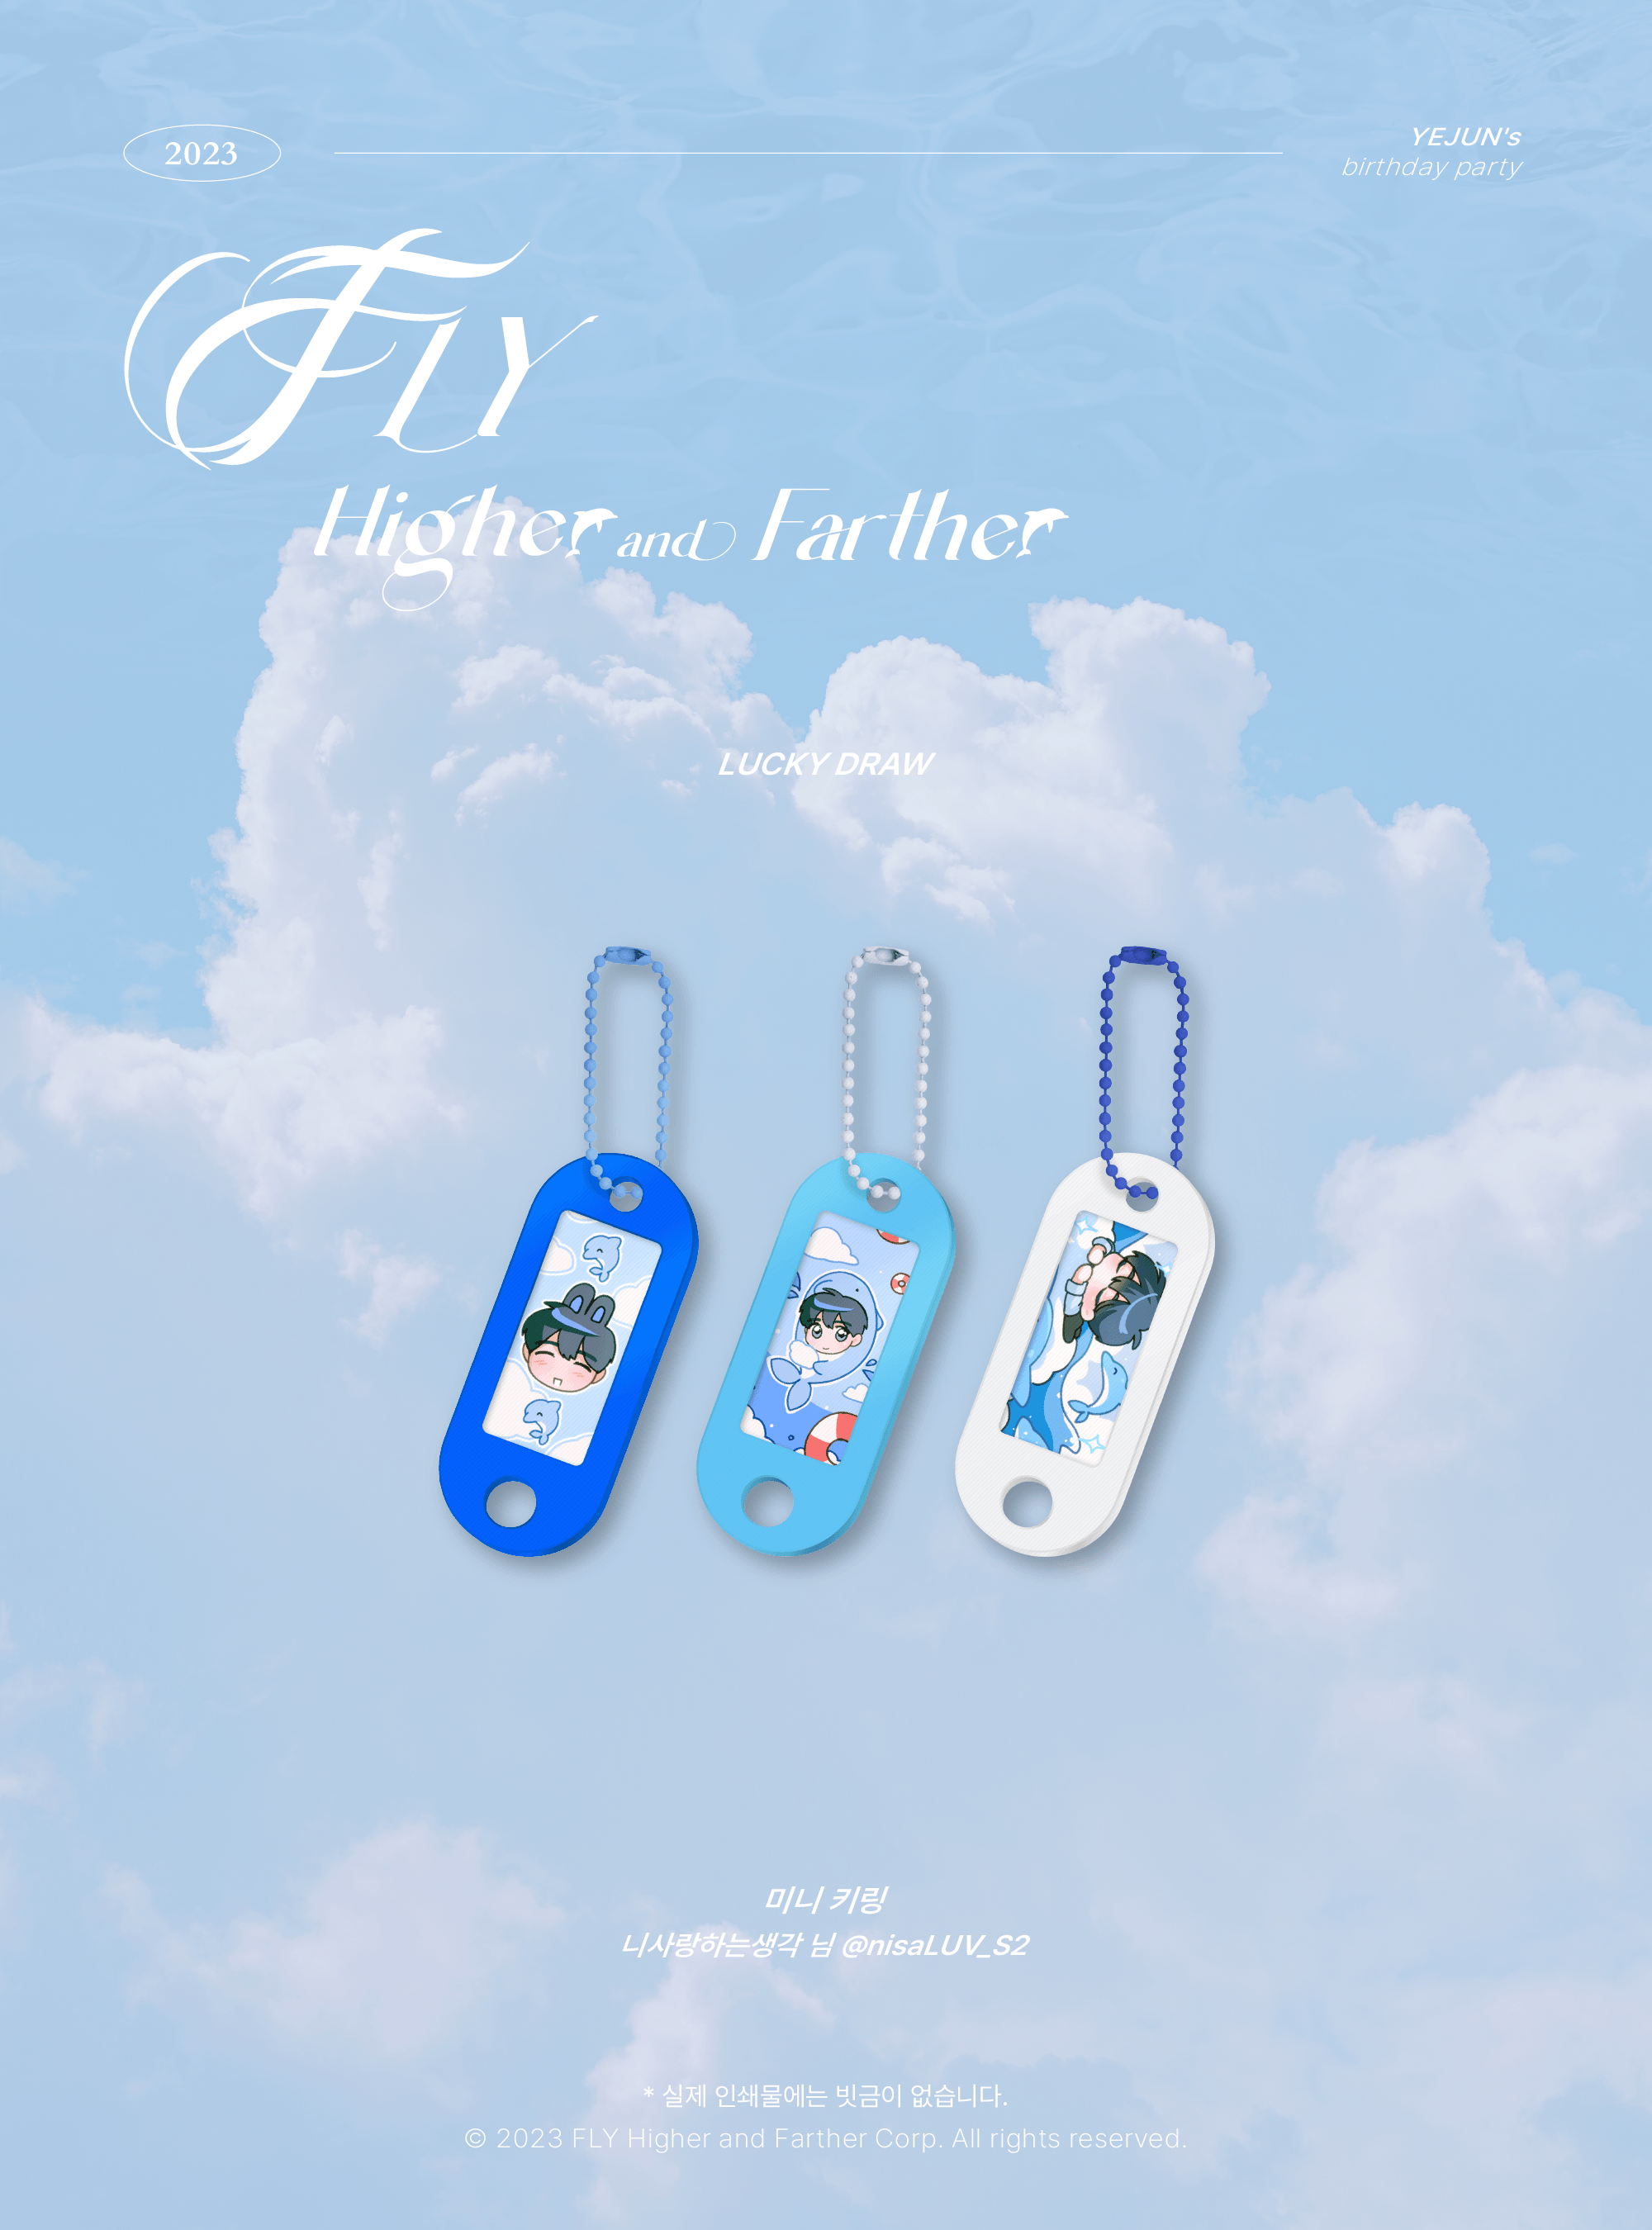 2023
YEJUN's
birthday party
FLY
Higher and Farther
LUCKY DRAW
미니 키링
니사랑하는생각 님 @nisaLUV_S2
* 실제 인쇄물에는 빗금이 없습니다.
© 2023 FLY Higher and Farther Corp. All rights reserved.